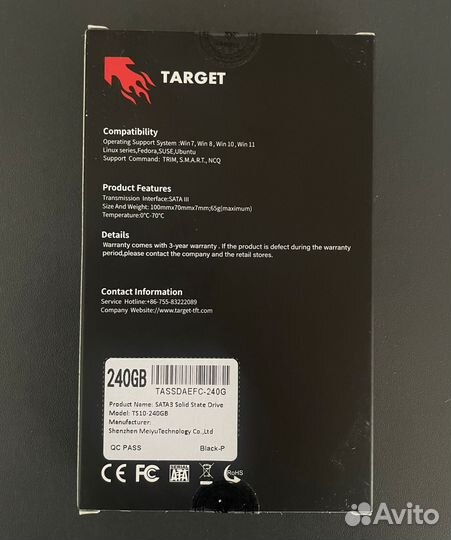 TARGET
Compatibility
Operating Support System :Win 7, Win 8 , Win 10 , Win 11
Linux series,Fedora,SUSE,Ubuntu
Support Command: TRIM, S.M.A.R.T., NCQ
Product Features
Transmission Interface:SATA III
Size And Weight: 100mmx70mmx7mm;65g(maximum)
Temperature:0°C-70°C
Details
Warranty comes with 3-year warranty . If the product is defect during the warranty
period,please contact the company and the retail stores.
Contact Information
Service Hotline:+86-755-83222089
Company Website://www.target-tft.com
240GB
TASSDAEFC-240G
Product Name: SATA3 Solid State Drive
Model: TS10-240GB
Manufacturer:
Shenzhen MeiyuTechnology Co.,Ltd
QC PASS Black-P
CE FC SERIAL ATA RoHS
Avito